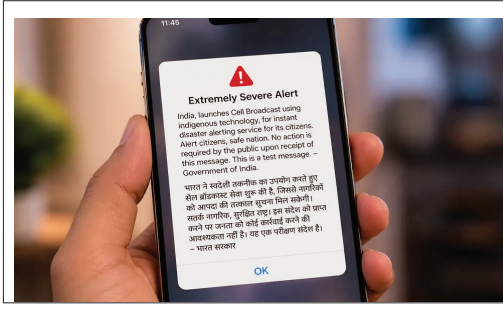 11:45
Extremely Severe Alert
India, launches Cell Broadcast using
indigenous technology, for instant
disaster alerting service for its citizens.
Alert citizens, safe nation. No action is
required by the public upon receipt of
this message. This is a test message. –
Government of India.
भारत ने स्वदेशी तकनीक का उपयोग करते हुए
सेल ब्रॉडकास्ट सेवा शुरू की है, जिससे नागरिकों
को आपदा की तत्काल सूचना मिल सकेगी।
सतर्क नागरिक, सुरक्षित राष्ट्र। इस संदेश को प्राप्त
करने पर जनता को कोई कार्रवाई करने की
आवश्यकता नहीं है। यह एक परीक्षण संदेश है।
– भारत सरकार
OK